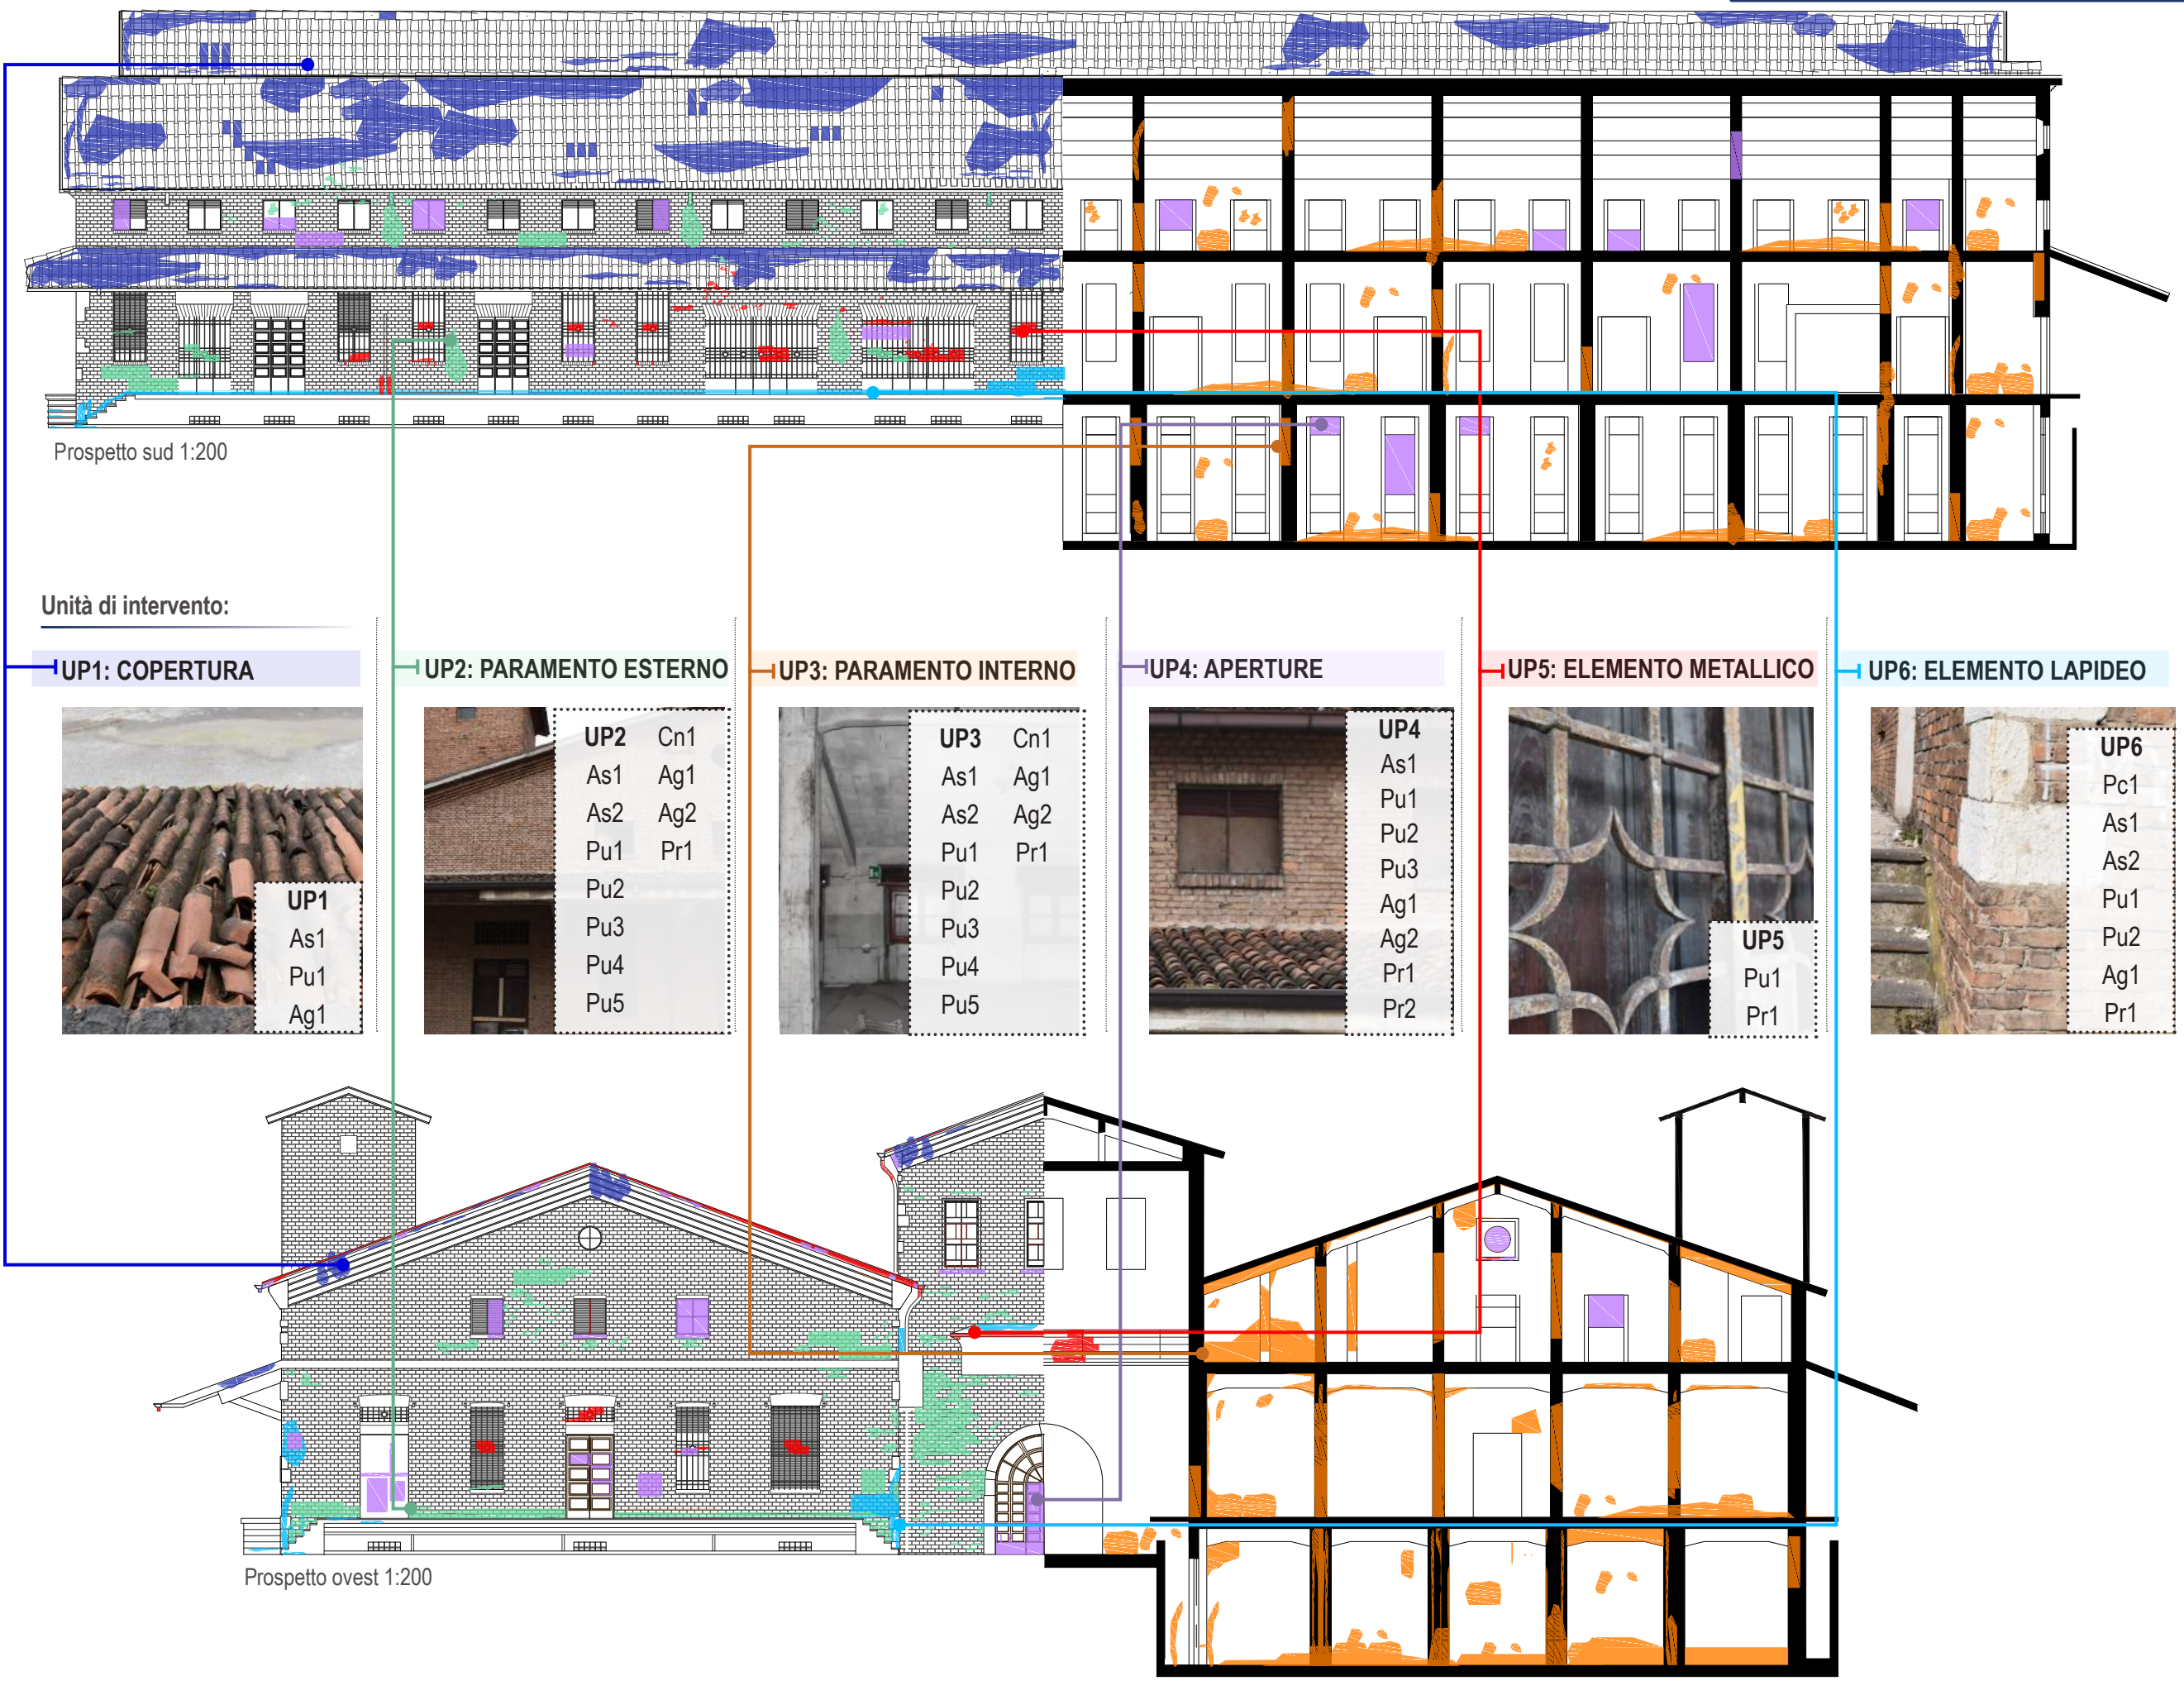 Prospetto sud 1:200
Unità di intervento:
UP1: COPERTURA
UP2: PARAMENTO ESTERNO
UP3: PARAMENTO INTERNO
UP4: APERTURE
UP5: ELEMENTO METALLICO
UP6: ELEMENTO LAPIDEO
UP1
As1
Pu1
Ag1
UP2 Cn1
As1 Ag1
As2 Ag2
Pu1 Pr1
Pu2
Pu3
Pu4
Pu5
UP3 Cn1
As1 Ag1
As2 Ag2
Pu1 Pr1
Pu2
Pu3
Pu4
Pu5
UP4
As1
Pu1
Pu2
Pu3
Ag1
Ag2
Pr1
Pr2
UP5
Pu1
Pr1
UP6
Pc1
As1
As2
Pu1
Pu2
Ag1
Pr1
Prospetto ovest 1:200